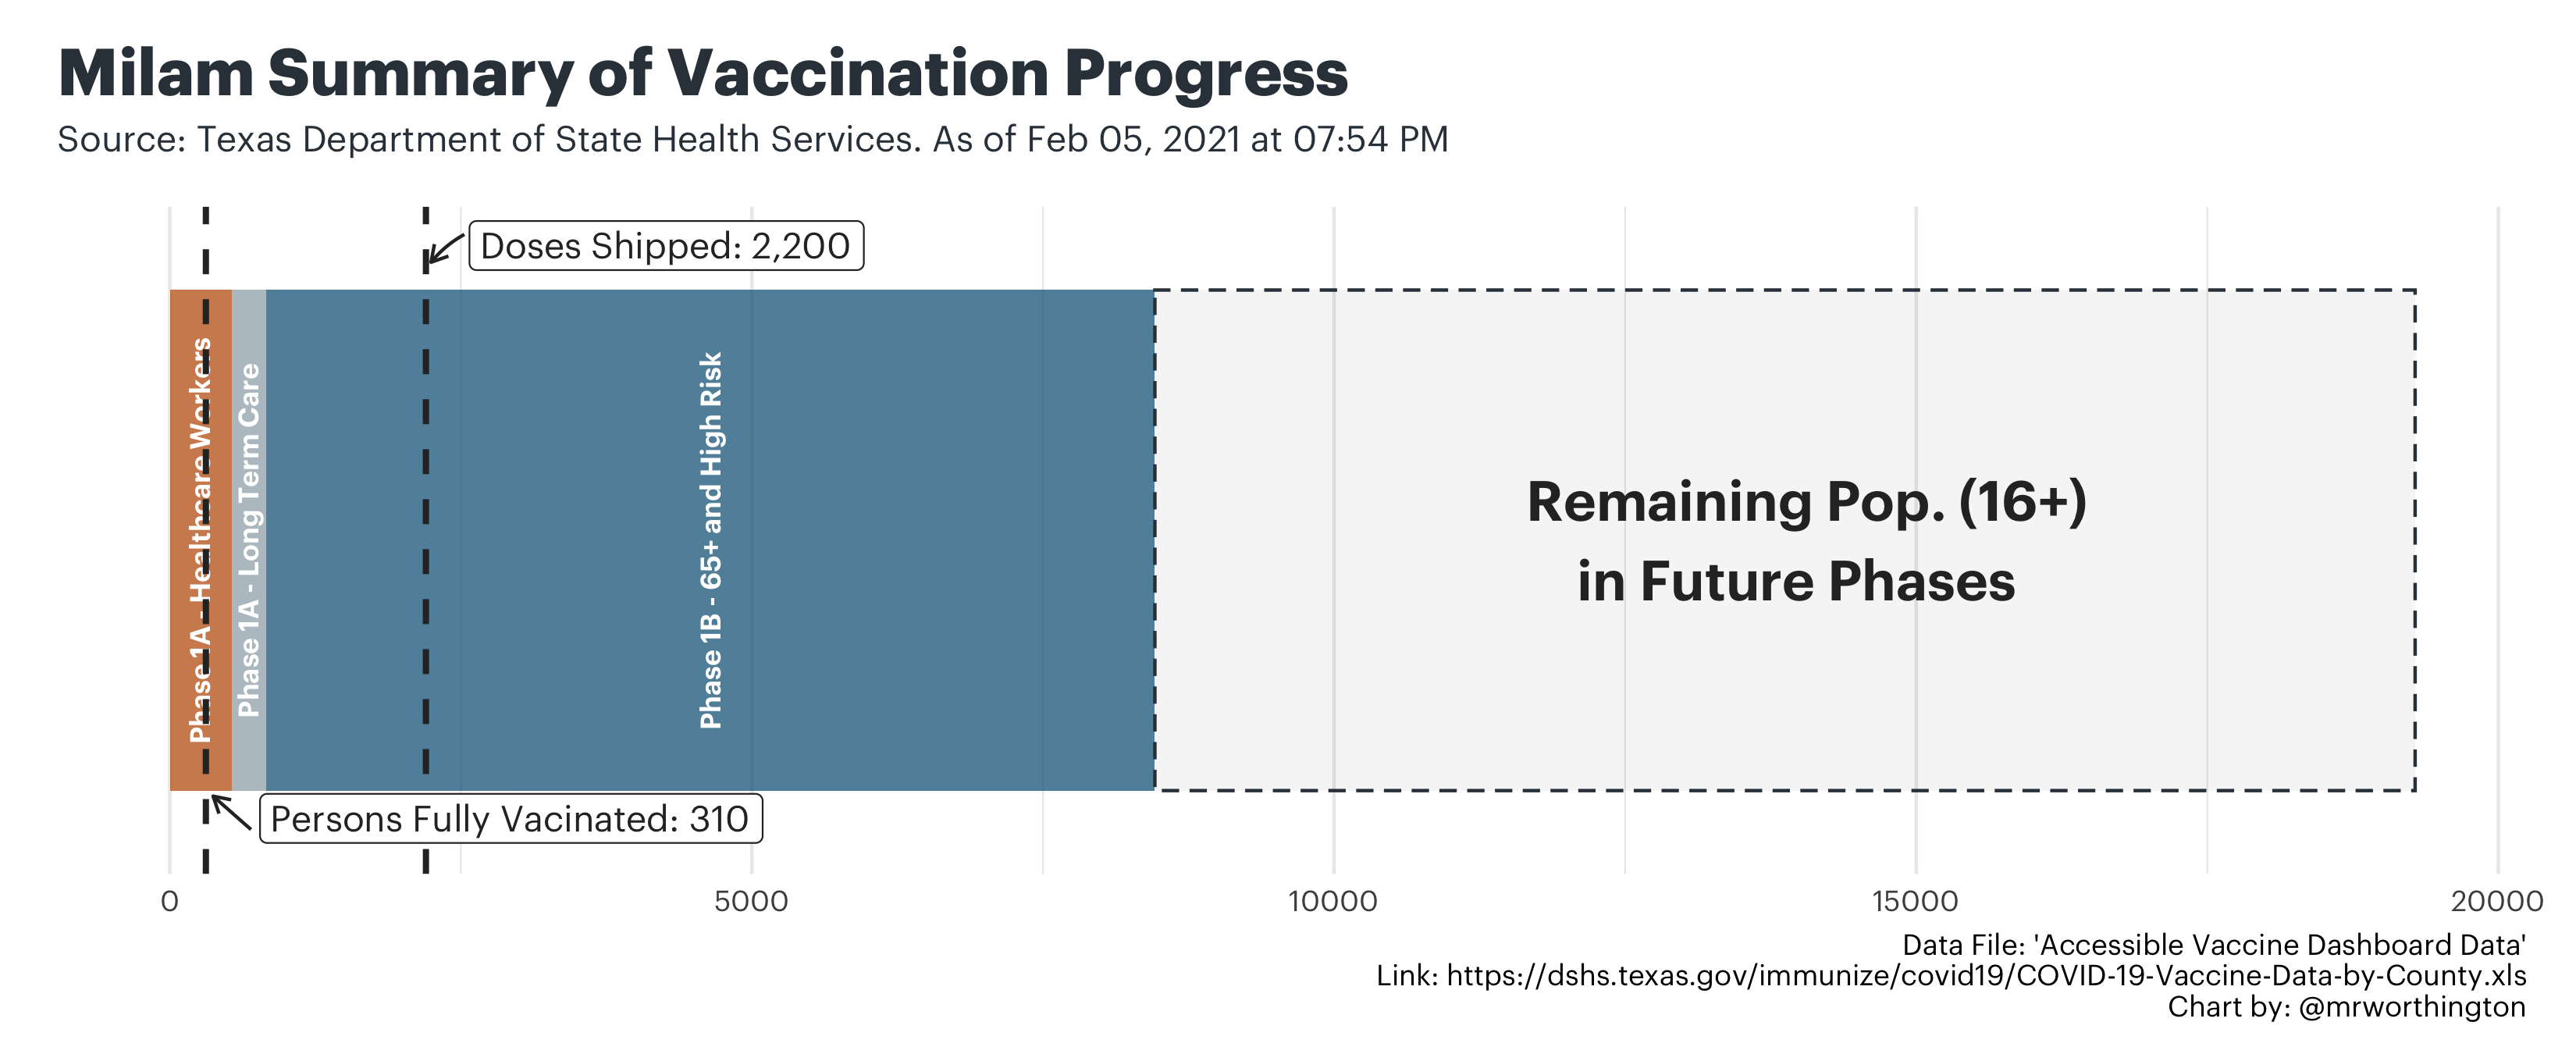 Milam Summary of Vaccination Progress
Source: Texas Department of State Health Services. As of Feb 05, 2021 at 07:54 PM
Doses Shipped: 2,200
Phase 1A - Healthcare Workers
Phase 1A - Long Term Care
Phase 1B - 65+ and High Risk
Remaining Pop. (16+)
in Future Phases
Persons Fully Vacinated: 310
0 5000 10000 15000 20000
Data File: 'Accessible Vaccine Dashboard Data'
Link: https://dshs.texas.gov/immunize/covid19/COVID-19-Vaccine-Data-by-County.xls
Chart by: @mrworthington